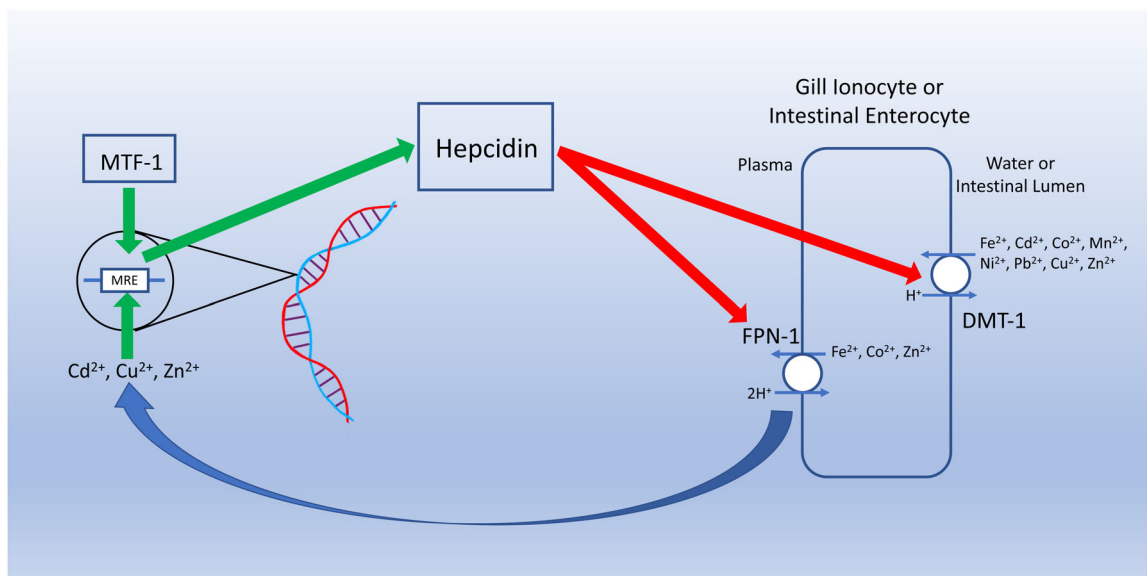 Gill Ionocyte or
Intestinal Enterocyte
MTF-1
Hepcidin
Plasma
Water or
Intestinal Lumen
Fe²⁺, Cd²⁺, Co²⁺, Mn²⁺,
Ni²⁺, Pb²⁺, Cu²⁺, Zn²⁺
MRE
H⁺
DMT-1
FPN-1
Fe²⁺, Co²⁺, Zn²⁺
Cd²⁺, Cu²⁺, Zn²⁺
2H⁺